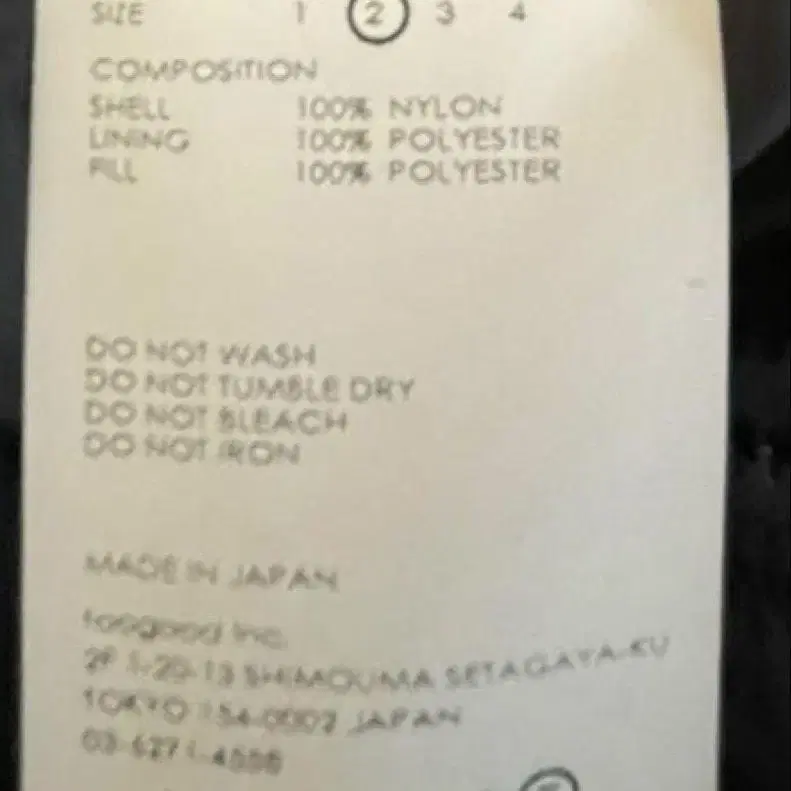 SIZE 1 2 3 4
COMPOSITION
SHELL 100% NYLON
LINING 100% POLYESTER
FILL 100% POLYESTER
DO NOT WASH
DO NOT TUMBLE DRY
DO NOT BLEACH
DO NOT IRON
MADE IN JAPAN
foogood Inc.
2F 1-20-13 SHIMOUMA SETAGAYA-KU
TOKYO 154-0002 JAPAN